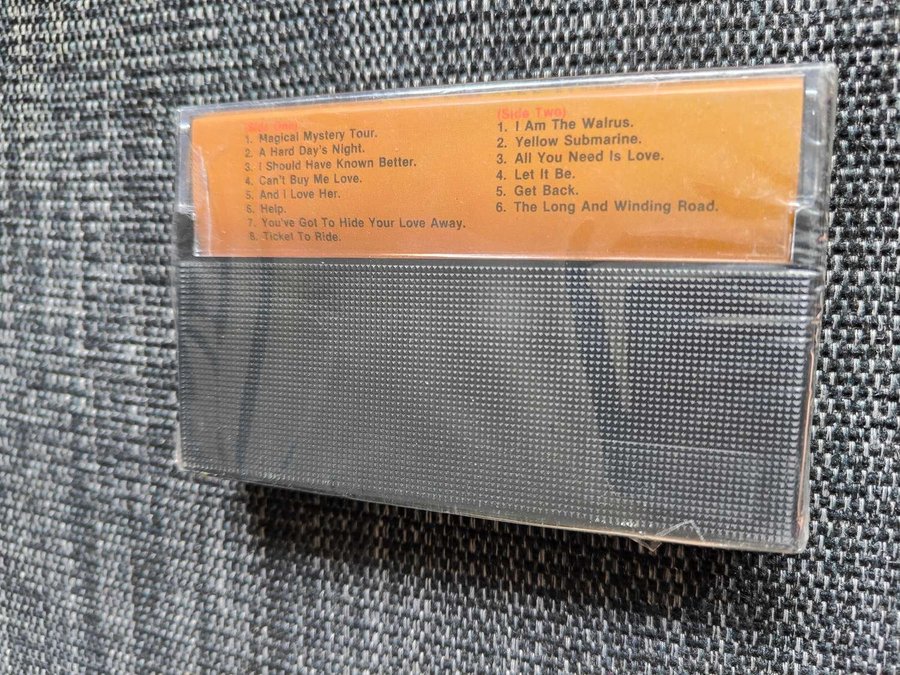 (Side One)
1. Magical Mystery Tour.
2. A Hard Day's Night.
3. I Should Have Known Better.
4. Can't Buy Me Love.
5. And I Love Her.
6. Help.
7. You've Got To Hide Your Love Away.
8. Ticket To Ride.
(Side Two)
1. I Am The Walrus.
2. Yellow Submarine.
3. All You Need Is Love.
4. Let It Be.
5. Get Back.
6. The Long And Winding Road.